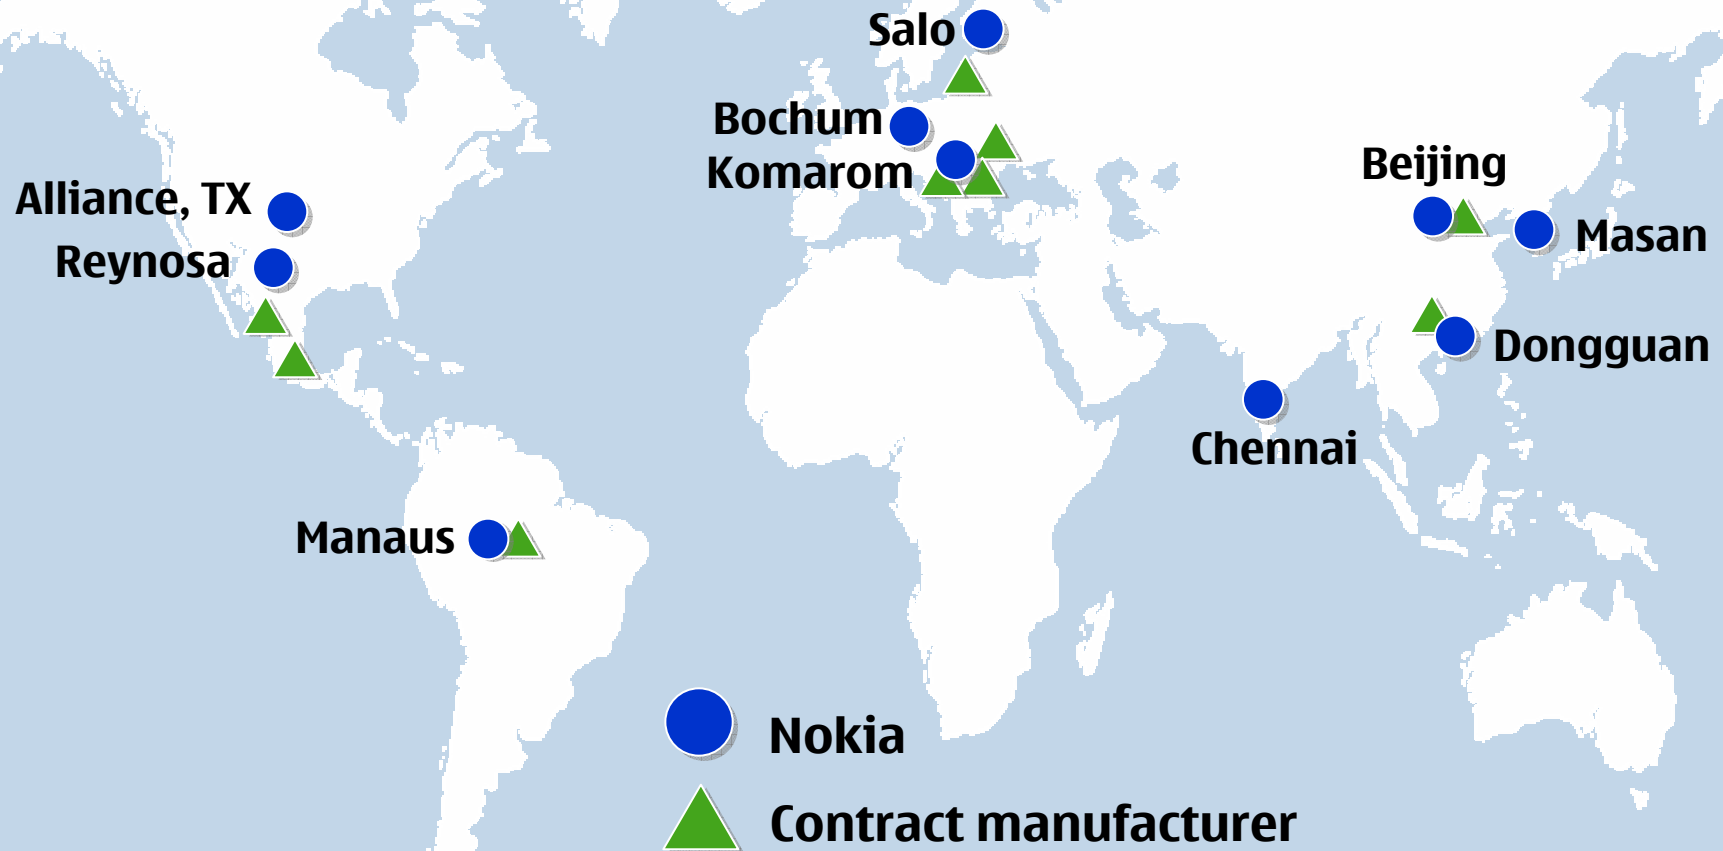 Salo
Bochum
Komarom
Beijing
Alliance, TX
Masan
Reynosa
Dongguan
Chennai
Manaus
Nokia
Contract manufacturer